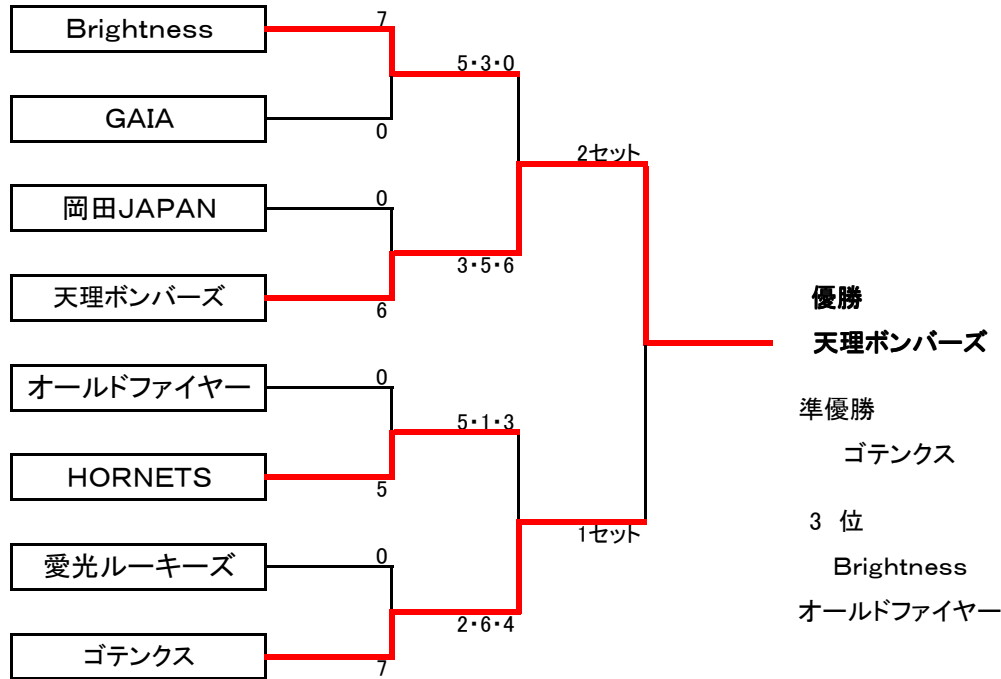 Brightness
7
5・3・0
GAIA
0
2セット
岡田JAPAN
0
3・5・6
天理ボンバーズ
6
優勝
天理ボンバーズ
オールドファイヤー
0
準優勝
5・1・3
ゴテンクス
HORNETS
5
3 位
1セット
愛光ルーキーズ
0
Brightness
オールドファイヤー
2・6・4
ゴテンクス
7